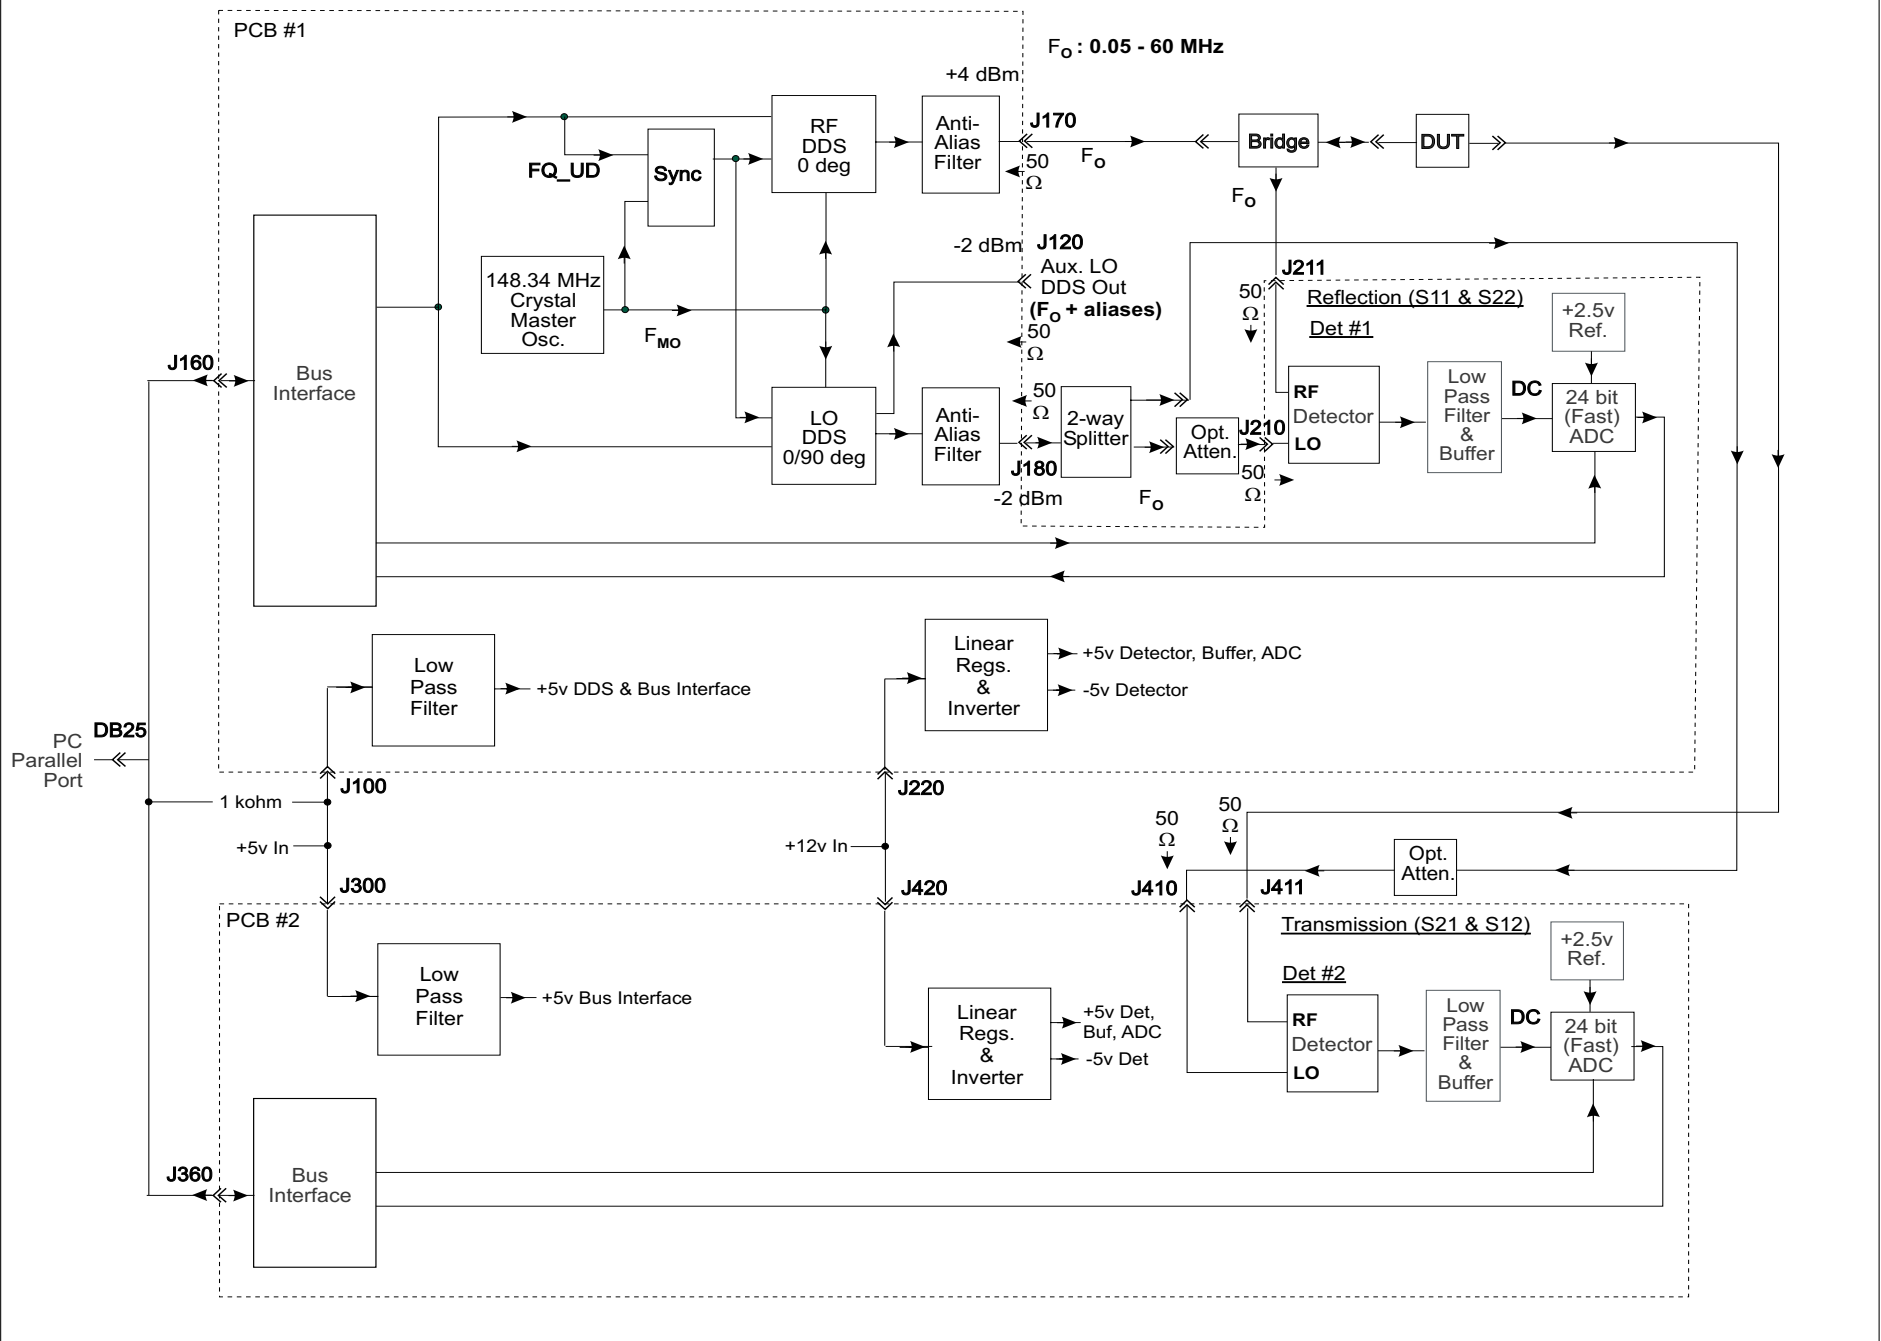 PCB #1
FO : 0.05 - 60 MHz
+4 dBm
RF
DDS
0 deg
Anti-
Alias
Filter
J170
FO
50
Ω
Bridge
DUT
FO
FQ_UD
Sync
148.34 MHz
Crystal
Master
Osc.
FMO
-2 dBm
J120
Aux. LO
DDS Out
(FO + aliases)
50
Ω
J211
50
Ω
Reflection (S11 & S22)
Det #1
+2.5v
Ref.
J160
Bus
Interface
LO
DDS
0/90 deg
Anti-
Alias
Filter
50
Ω
J180
-2 dBm
2-way
Splitter
FO
Opt.
Atten.
J210
50
Ω
RF
Detector
LO
Low
Pass
Filter
&
Buffer
DC
24 bit
(Fast)
ADC
Low
Pass
Filter
+5v DDS & Bus Interface
Linear
Regs.
&
Inverter
+5v Detector, Buffer, ADC
-5v Detector
PC
Parallel
Port
DB25
J100
J220
1 kohm
+5v In
+12v In
50
Ω
50
Ω
Opt.
Atten.
J300
J420
J410
J411
PCB #2
Transmission (S21 & S12)
Det #2
+2.5v
Ref.
Low
Pass
Filter
+5v Bus Interface
Linear
Regs.
&
Inverter
+5v Det,
Buf, ADC
-5v Det
RF
Detector
LO
Low
Pass
Filter
&
Buffer
DC
24 bit
(Fast)
ADC
J360
Bus
Interface